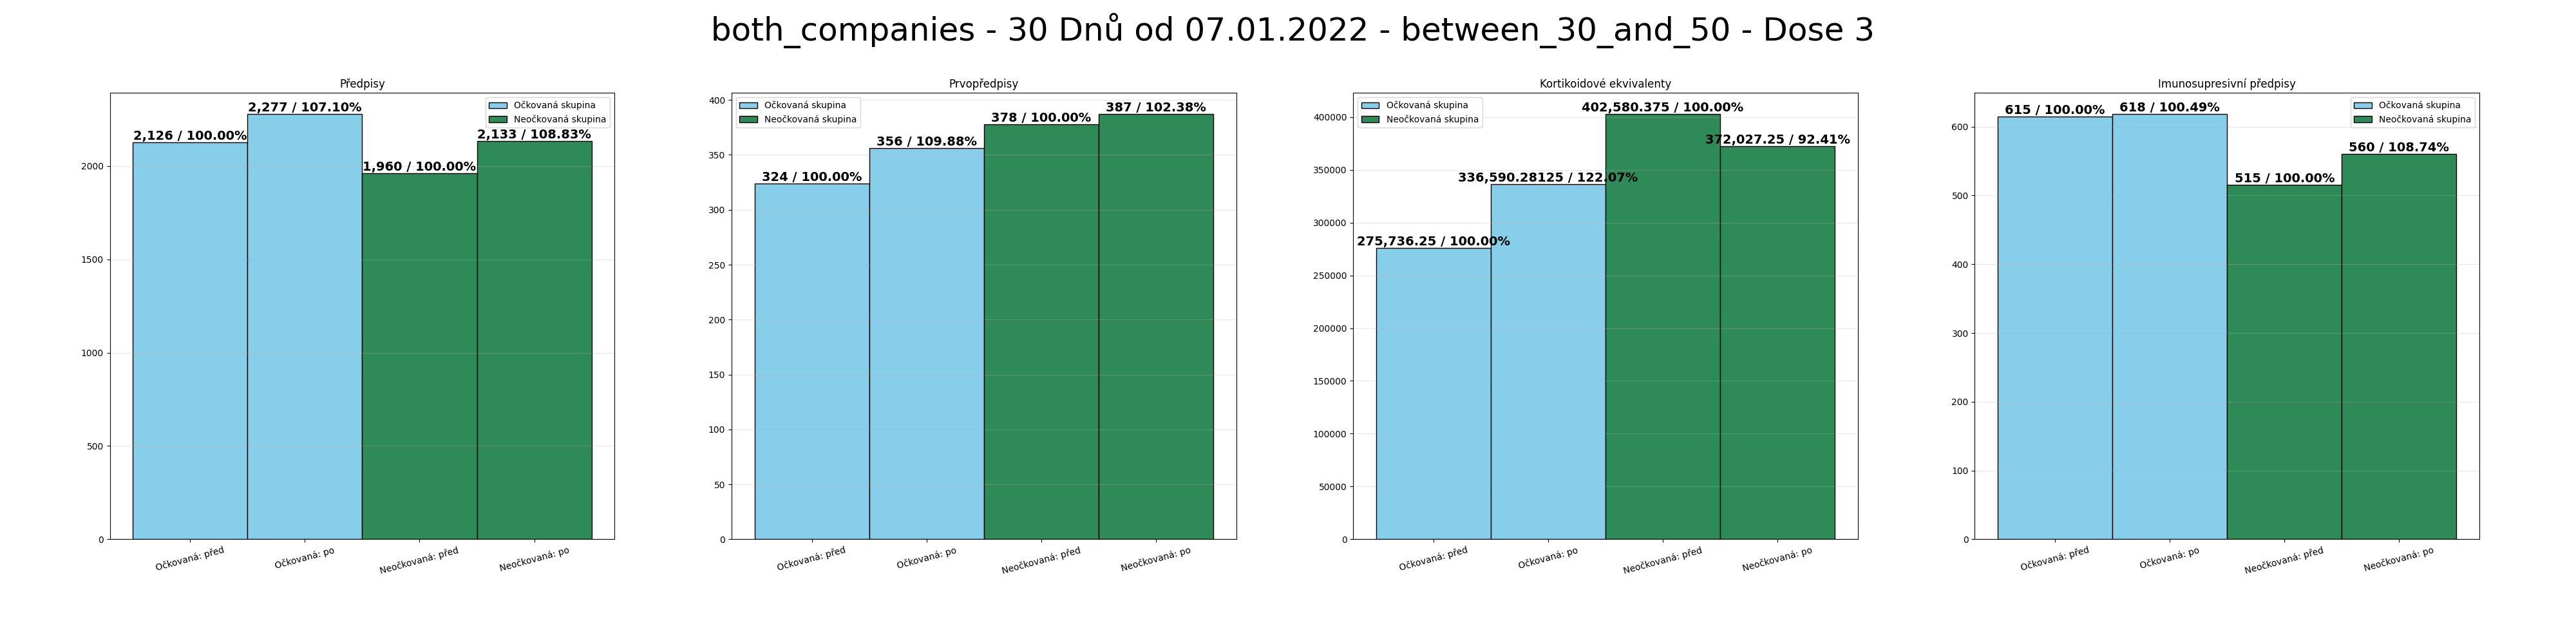 both_companies - 30 Dnů od 07.01.2022 - between_30_and_50 - Dose 3
Předpisy
Očkovaná skupina
Neočkovaná skupina
2,126 / 100.00%
2,277 / 107.10%
1,960 / 100.00%
2,133 / 108.83%
2000
1500
1000
500
0
Očkovaná: před
Očkovaná: po
Neočkovaná: před
Neočkovaná: po
Prvopředpisy
Očkovaná skupina
Neočkovaná skupina
324 / 100.00%
356 / 109.88%
378 / 100.00%
387 / 102.38%
400
350
300
250
200
150
100
50
0
Očkovaná: před
Očkovaná: po
Neočkovaná: před
Neočkovaná: po
Kortikoidové ekvivalenty
Očkovaná skupina
Neočkovaná skupina
275,736.25 / 100.00%
336,590.28125 / 122.07%
402,580.375 / 100.00%
372,027.25 / 92.41%
400000
350000
300000
250000
200000
150000
100000
50000
0
Očkovaná: před
Očkovaná: po
Neočkovaná: před
Neočkovaná: po
Imunosupresivní předpisy
Očkovaná skupina
Neočkovaná skupina
615 / 100.00%
618 / 100.49%
515 / 100.00%
560 / 108.74%
600
500
400
300
200
100
0
Očkovaná: před
Očkovaná: po
Neočkovaná: před
Neočkovaná: po